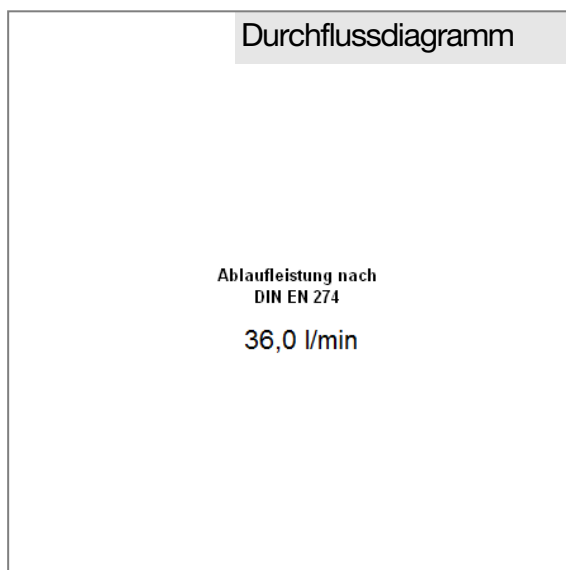 Durchflussdiagramm
Ablaufleistung nach
DIN EN 274
36,0 l/min